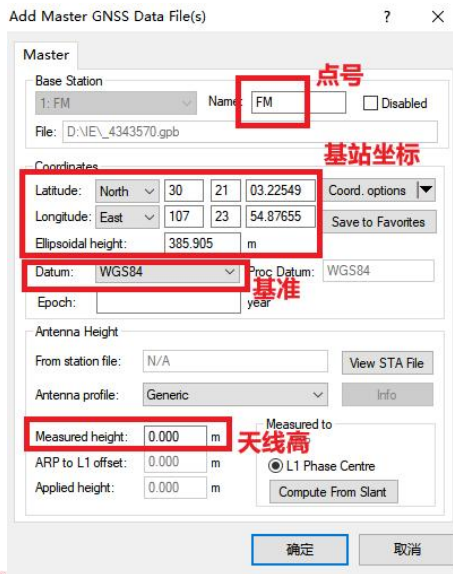 Add Master GNSS Data File(s) ? ×
Master
Base Station
点号
1: FM Name: FM Disabled
File: D:\IE\_4343570.gpb
基站坐标
Coordinates
Latitude: North 30 21 03.22549 Coord. options
Longitude: East 107 23 54.87655 Save to Favorites
Ellipsoidal height: 385.905 m
Datum: WGS84 Proc Datum: WGS84
基准
Epoch: year
Antenna Height
From station file: N/A View STA File
Antenna profile: Generic Info
Measured to
Measured height: 0.000 m
天线高
ARP to L1 offset: 0.000 m L1 Phase Centre
Applied height: 0.000 m Compute From Slant
确定 取消